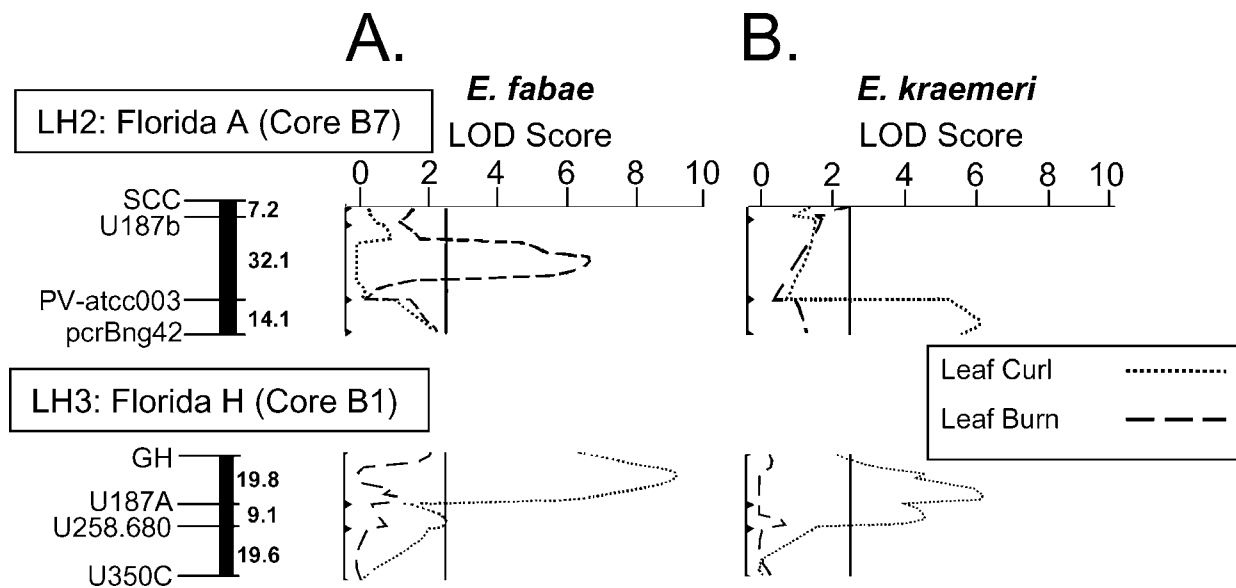 A.
B.
E. fabae
E. kraemeri
LH2: Florida A (Core B7)
LOD Score
LOD Score
0 2 4 6 8 10
0 2 4 6 8 10
SCC
7.2
U187b
32.1
PV-atcc003
14.1
pcrBng42
Leaf Curl
Leaf Burn
LH3: Florida H (Core B1)
GH
19.8
U187A
9.1
U258.680
19.6
U350C